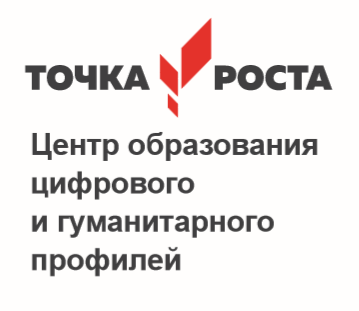 ТОЧКА РОСТА
Центр образования
цифрового
и гуманитарного
профилей